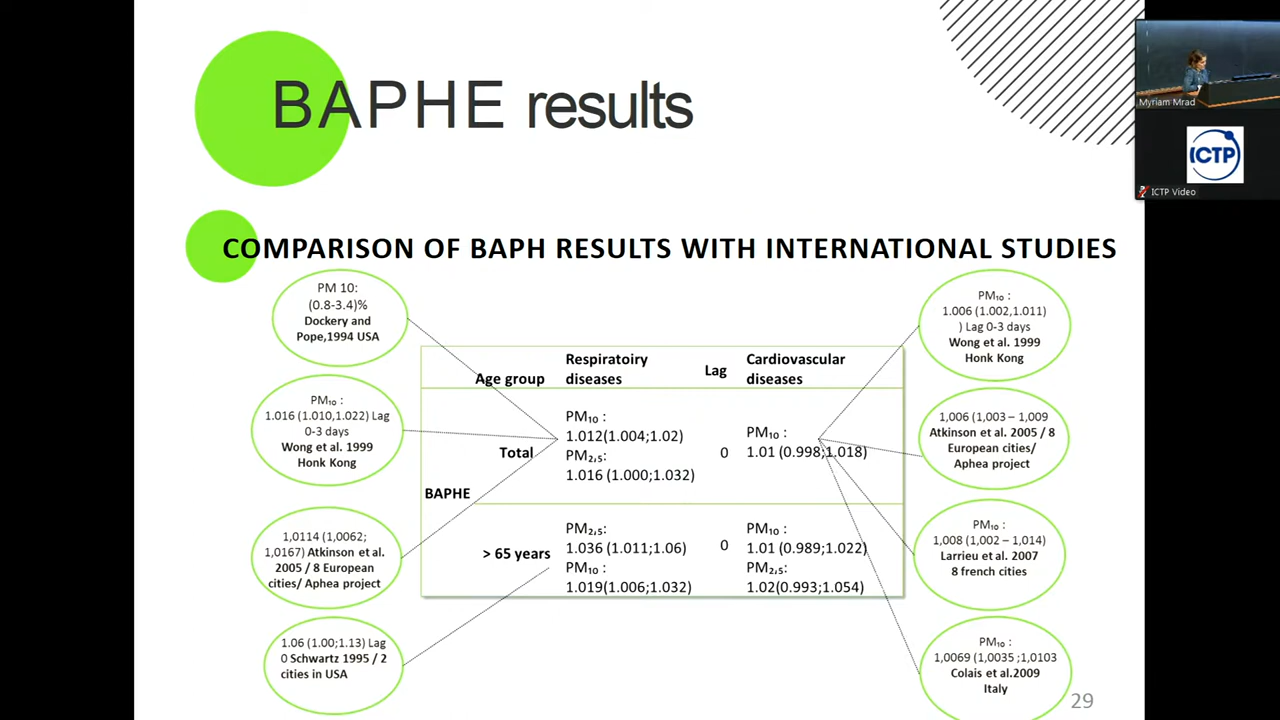 BAPHE results
COMPARISON OF BAPH RESULTS WITH INTERNATIONAL STUDIES
PM 10:
(0.8-3.4)%
Dockery and
Pope,1994 USA
PM₁₀ :
1.016 (1.010,1.022) Lag
0-3 days
Wong et al. 1999
Honk Kong
1,0114 (1,0062;
1,0167) Atkinson et al.
2005 / 8 European
cities/ Aphea project
1.06 (1.00;1.13) Lag
0 Schwartz 1995 / 2
cities in USA
Age group
Respiratoiry
diseases
Lag
Cardiovascular
diseases
BAPHE
Total
PM₁₀ :
1.012(1.004;1.02)
PM₂,₅:
1.016 (1.000;1.032)
0
PM₁₀ :
1.01 (0.998;1.018)
> 65 years
PM₂,₅:
1.036 (1.011;1.06)
PM₁₀ :
1.019(1.006;1.032)
0
PM₁₀ :
1.01 (0.989;1.022)
PM₂,₅:
1.02(0.993;1.054)
PM₁₀ :
1.006 (1.002,1.011)
) Lag 0-3 days
Wong et al. 1999
Honk Kong
1,006 (1,003 – 1,009
Atkinson et al. 2005 / 8
European cities/
Aphea project
PM₁₀ :
1,008 (1,002 – 1,014)
Larrieu et al. 2007
8 french cities
PM₁₀ :
1,0069 (1,0035 ;1,0103
Colais et al.2009
Italy
29
Myriam Mrad
ICTP
ICTP Video